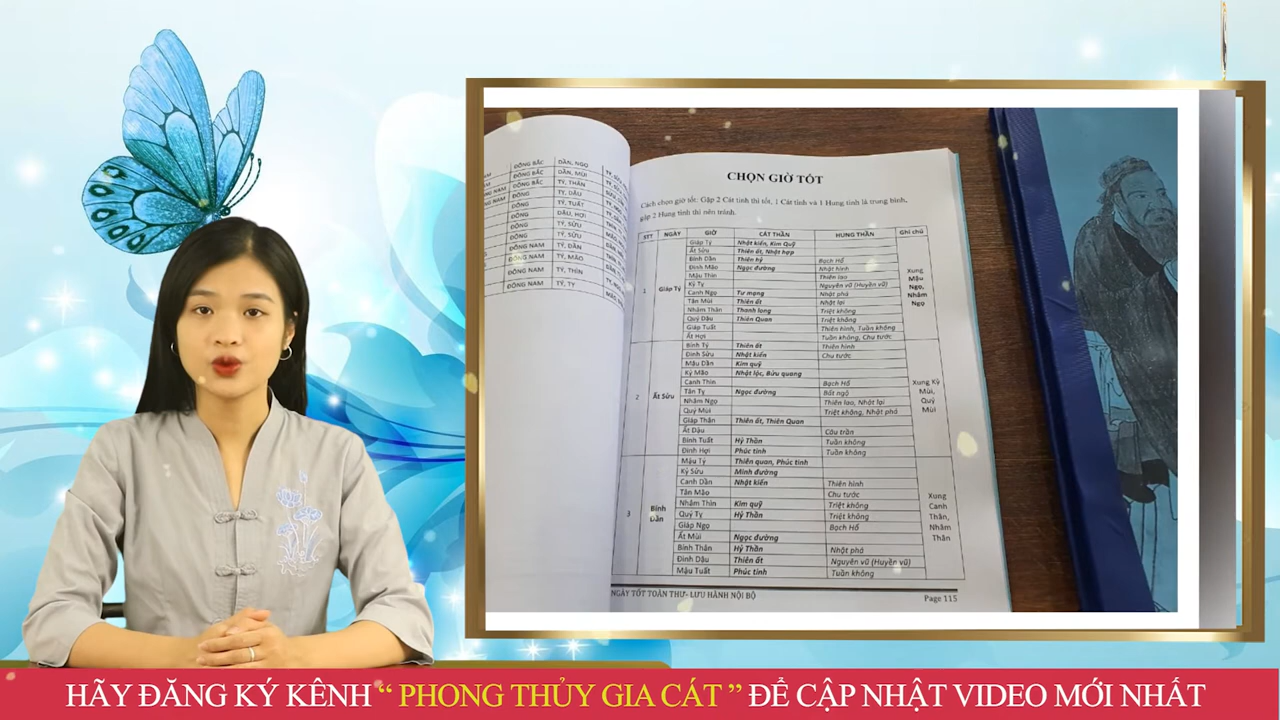 ĐÔNG BẮC DẦN, NGỌ
ĐÔNG BẮC DẦN, MÙI
ĐÔNG BẮC TÝ, THÂN
ĐÔNG TÝ, DẬU
ĐÔNG TÝ, TUẤT
ĐÔNG DẬU, HỢI
ĐÔNG TÝ, SỬU
ĐÔNG TÝ, SỬU
ĐÔNG NAM TÝ, DẦN
ĐÔNG NAM TÝ, MÃO
ĐÔNG NAM TÝ, THÌN
ĐÔNG NAM TÝ, TỴ
CHỌN GIỜ TỐT
Cách chọn giờ tốt: Gặp 2 Cát tinh thì tốt, 1 Cát tinh và 1 Hung tinh là trung bình,
gặp 2 Hung tinh thì nên tránh.
STT NGÀY GIỜ CÁT THẦN HUNG THẦN Ghi chú
1 Giáp Tý Xung Mậu Ngọ, Nhâm Ngọ
Giáp Tý Nhật kiến, Kim Quỹ
Ất Sửu Thiên ất, Nhật hợp
Bính Dần Thiên hỷ Bạch Hổ
Đinh Mão Ngọc đường Nhật hình
Mậu Thìn Thiên lao
Kỷ Tỵ Nguyên vũ (Huyền vũ)
Canh Ngọ Tư mạng Nhật phá
Tân Mùi Thiên ất Nhật lại
Nhâm Thân Thanh long Triệt không
Quý Dậu Thiên Quan Triệt không
Giáp Tuất Thiên hình, Tuần không
Ất Hợi Tuần không, Chu tước
2 Ất Sửu Xung Kỷ Mùi, Quý Mùi
Bính Tý Thiên ất Thiên hình
Đinh Sửu Nhật kiến Chu tước
Mậu Dần Kim quỹ
Kỷ Mão Nhật lộc, Bửu quang
Canh Thìn Bạch Hổ
Tân Tỵ Ngọc đường Bất ngộ
Nhâm Ngọ Thiên lao, Nhật lại
Quý Mùi Triệt không, Nhật phá
Giáp Thân Thiên ất, Thiên Quan
Ất Dậu Câu trần
Bính Tuất Hỷ Thần Tuần không
Đinh Hợi Phúc tinh Tuần không
3 Bính Dần Xung Canh Thân, Nhâm Thân
Mậu Tý Thiên quan, Phúc tinh
Kỷ Sửu Minh đường
Canh Dần Nhật kiến Thiên hình
Tân Mão Chu tước
Nhâm Thìn Kim quỹ Triệt không
Quý Tỵ Hỷ Thần Triệt không
Giáp Ngọ Bạch Hổ
Ất Mùi Ngọc đường
Bính Thân Hỷ Thần Nhật phá
Đinh Dậu Thiên ất Nguyên vũ (Huyền vũ)
Mậu Tuất Phúc tinh Tuần không
NGÀY TỐT TOÀN THƯ- LƯU HÀNH NỘI BỘ Page 115
HÃY ĐĂNG KÝ KÊNH “ PHONG THỦY GIA CÁT ” ĐỂ CẬP NHẬT VIDEO MỚI NHẤT